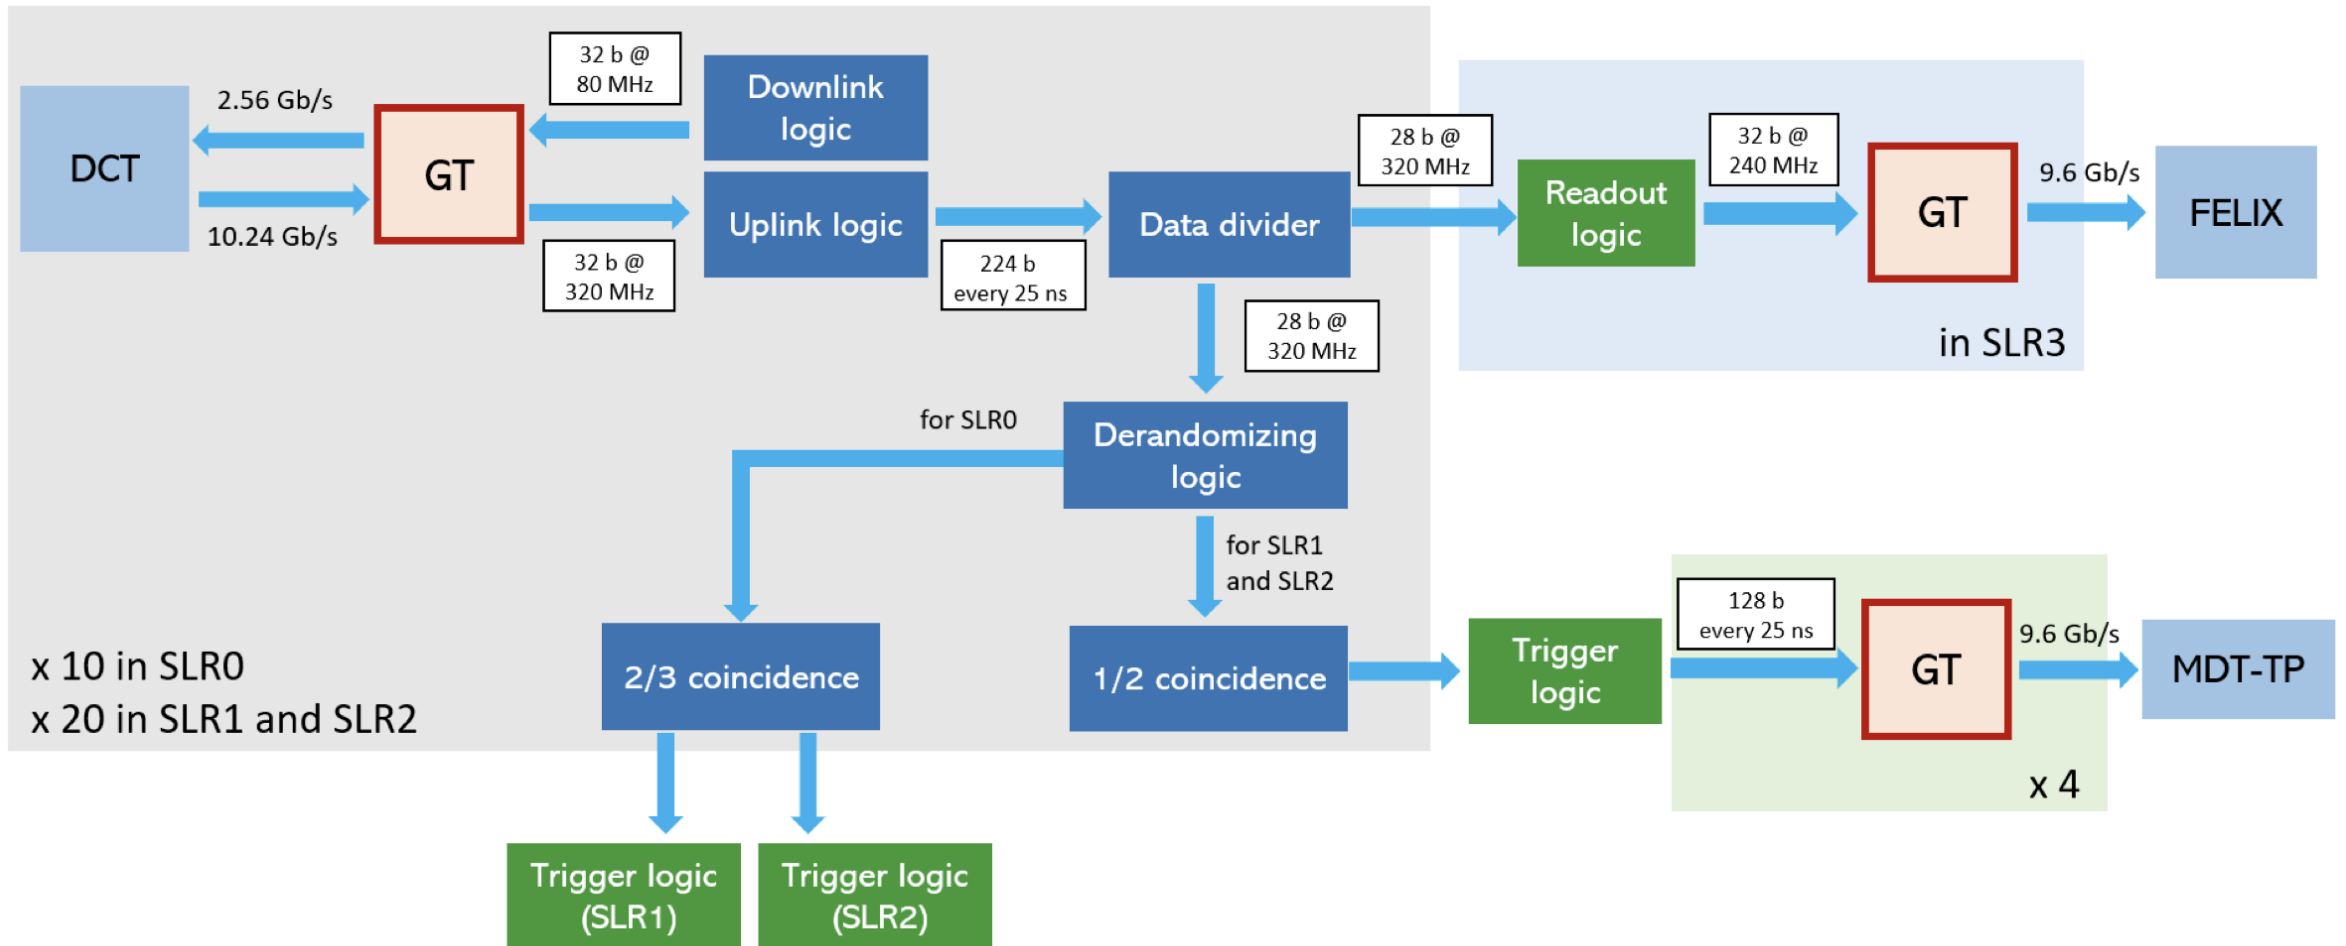 DCT
2.56 Gb/s
10.24 Gb/s
GT
32 b @
80 MHz
32 b @
320 MHz
Downlink
logic
Uplink logic
224 b
every 25 ns
Data divider
28 b @
320 MHz
28 b @
320 MHz
Readout
logic
32 b @
240 MHz
GT
9.6 Gb/s
FELIX
in SLR3
for SLR0
Derandomizing
logic
for SLR1
and SLR2
x 10 in SLR0
x 20 in SLR1 and SLR2
2/3 coincidence
1/2 coincidence
Trigger
logic
128 b
every 25 ns
GT
9.6 Gb/s
MDT-TP
x 4
Trigger logic
(SLR1)
Trigger logic
(SLR2)